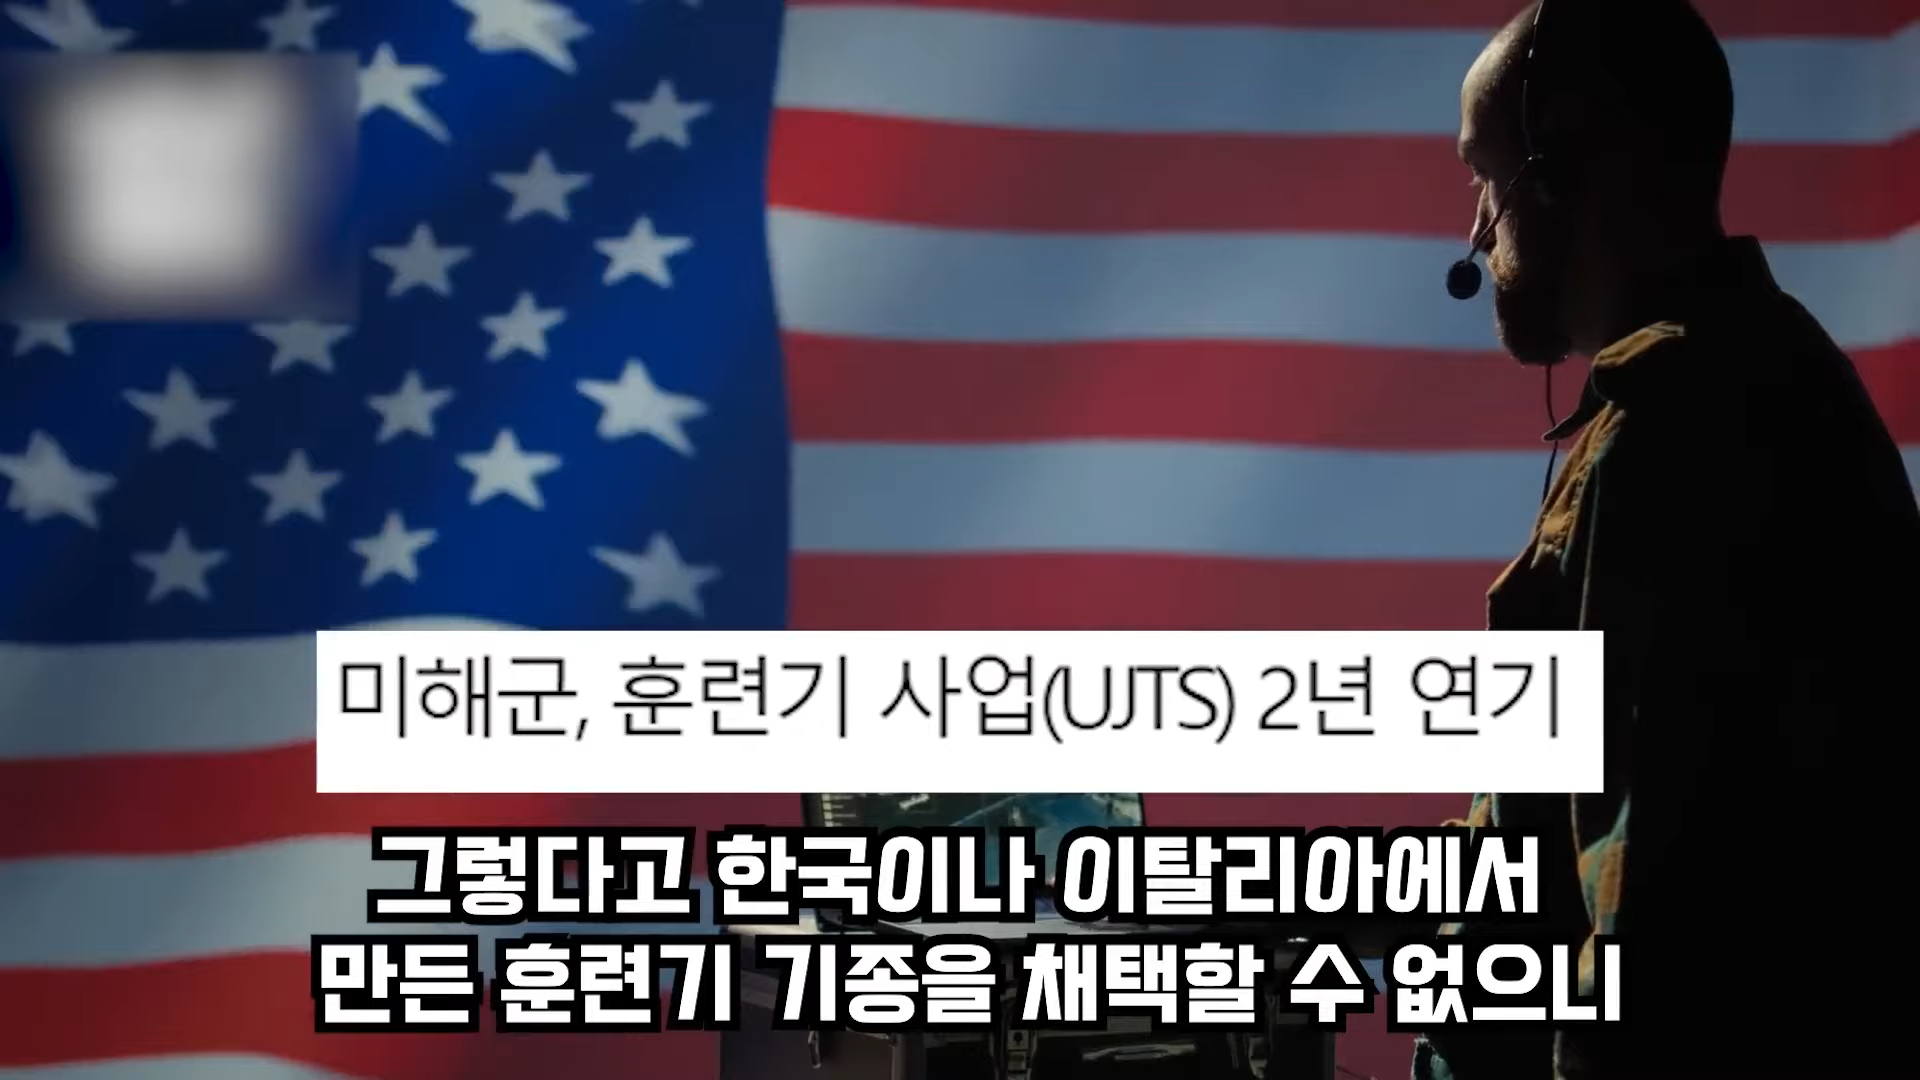 미해군, 훈련기 사업(UJTS) 2년 연기
그렇다고 한국이나 이탈리아에서
만든 훈련기 기종을 채택할 수 없으니